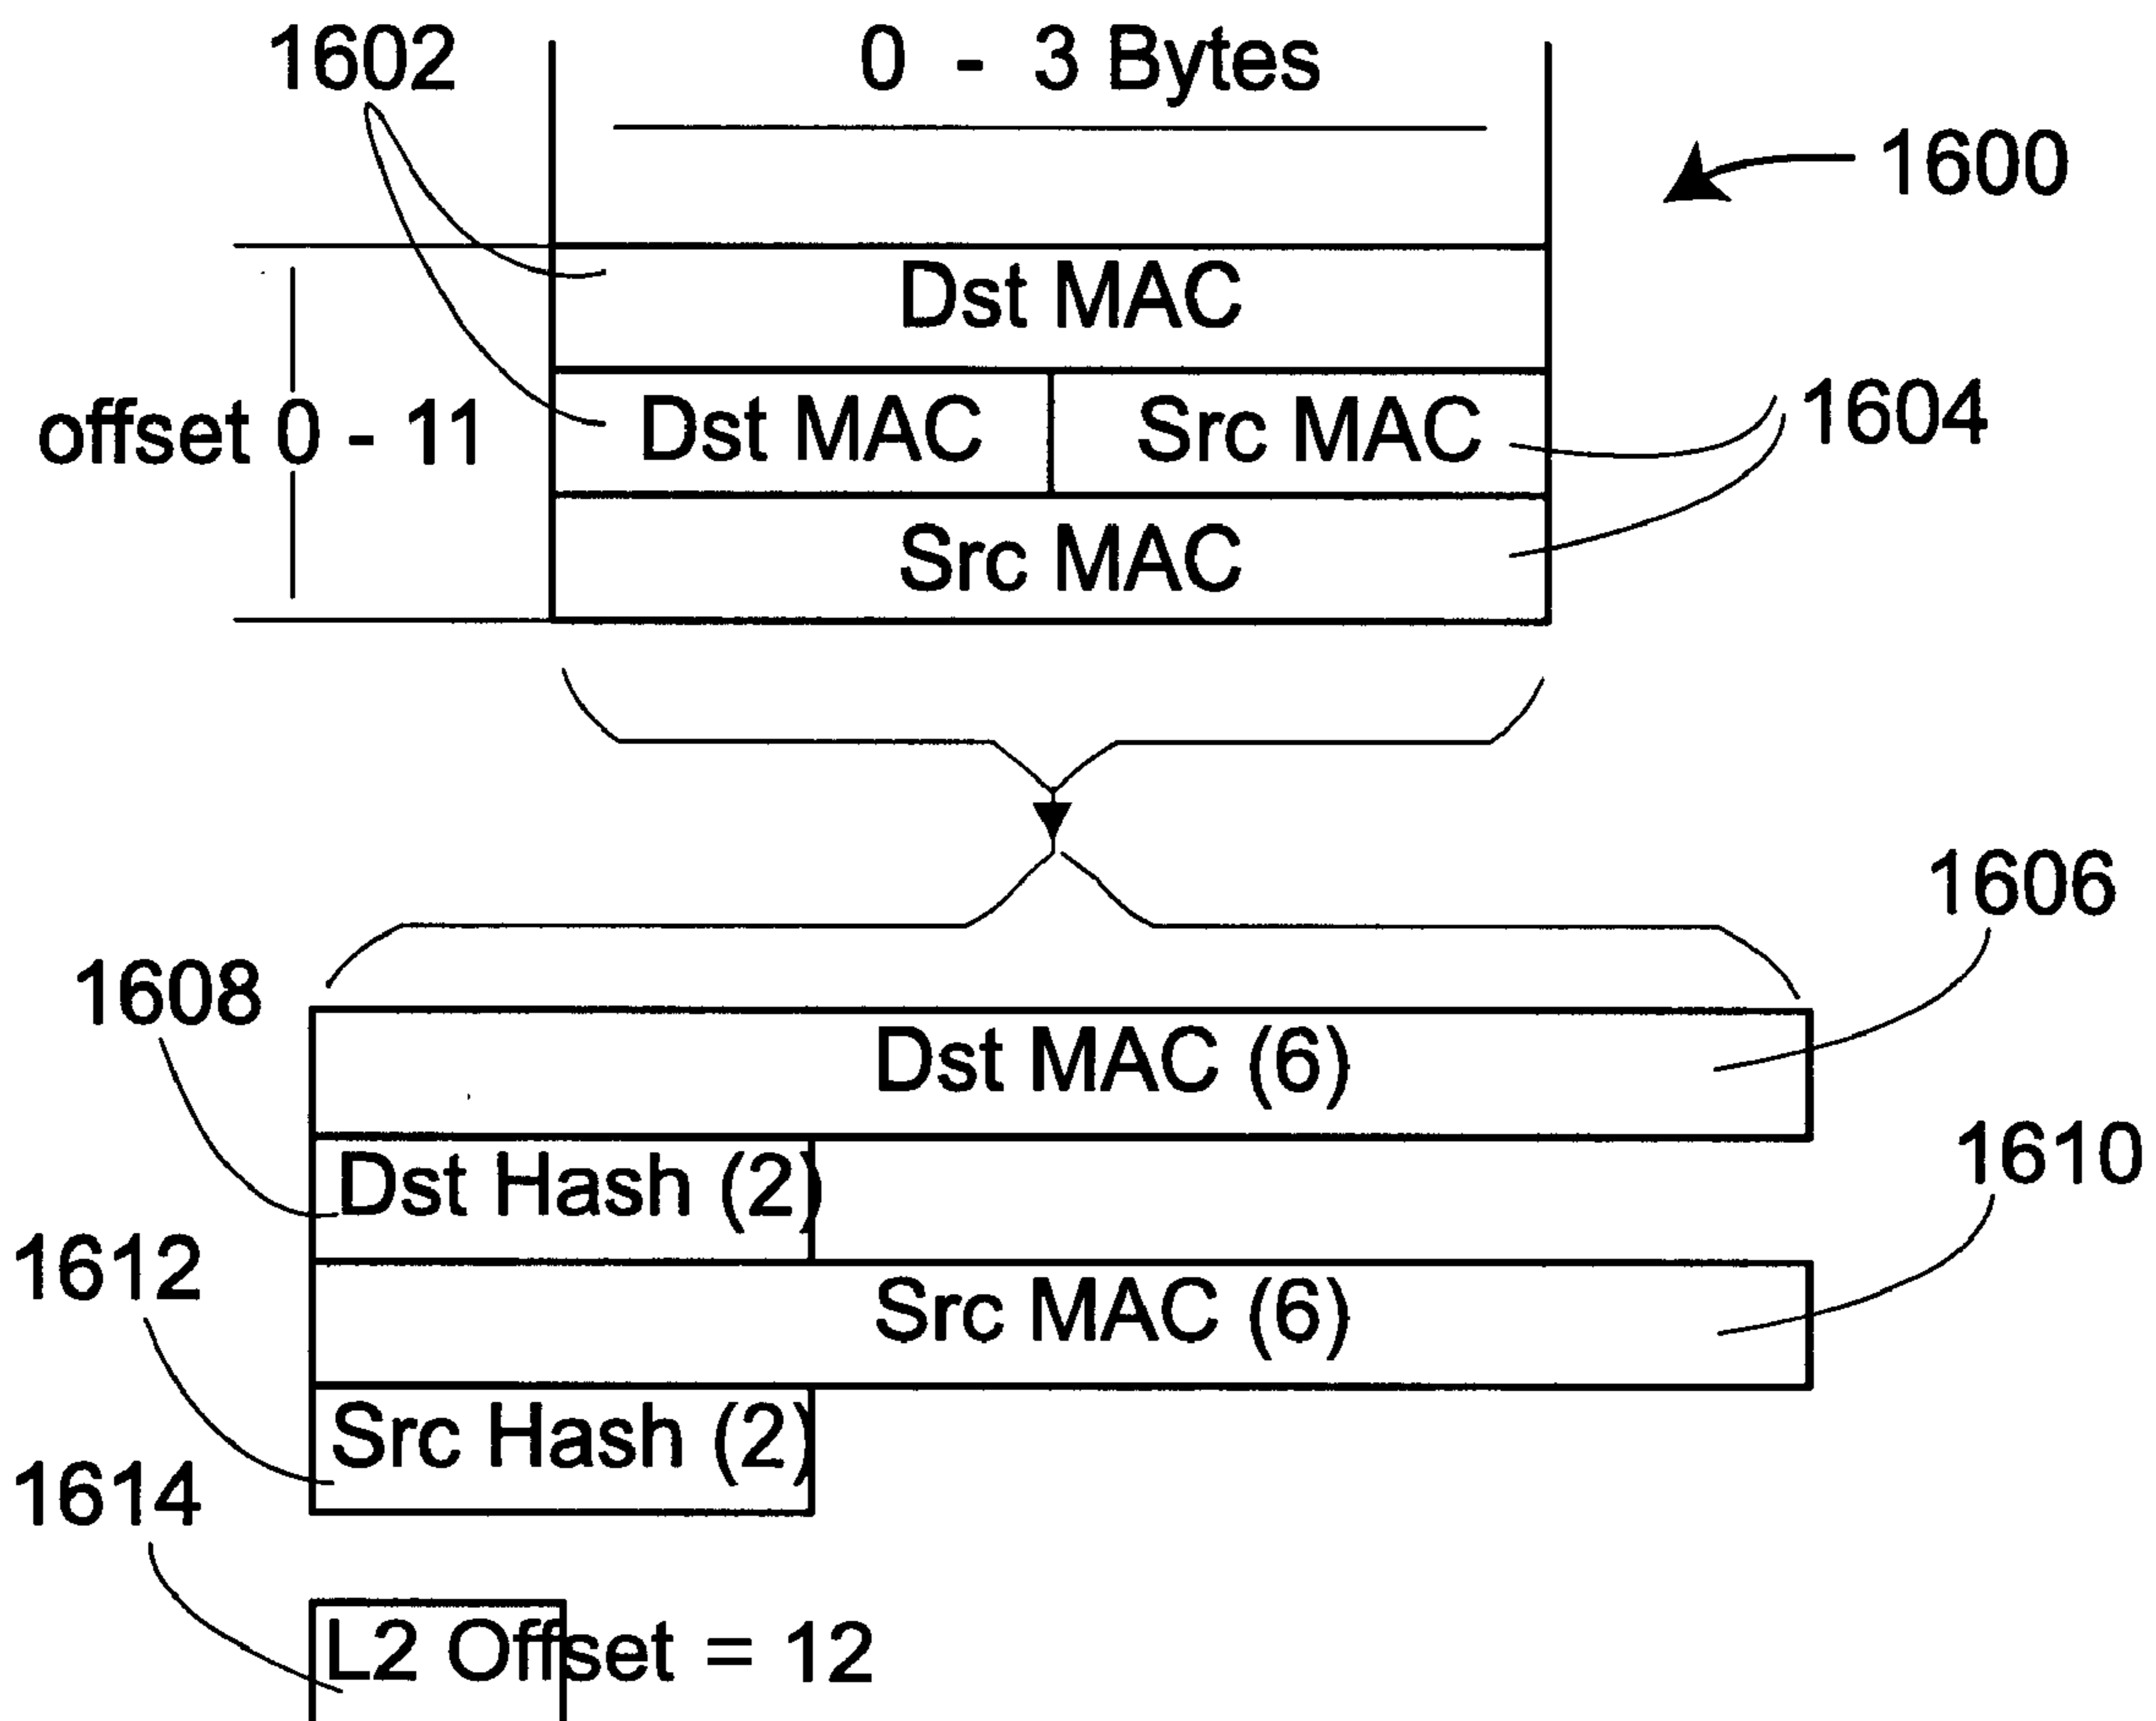 1602
0 - 3 Bytes
1600
Dst MAC
offset 0 - 11
Dst MAC
Src MAC
1604
Src MAC
1606
1608
Dst MAC (6)
1610
Dst Hash (2)
1612
Src MAC (6)
Src Hash (2)
1614
L2 Offset = 12